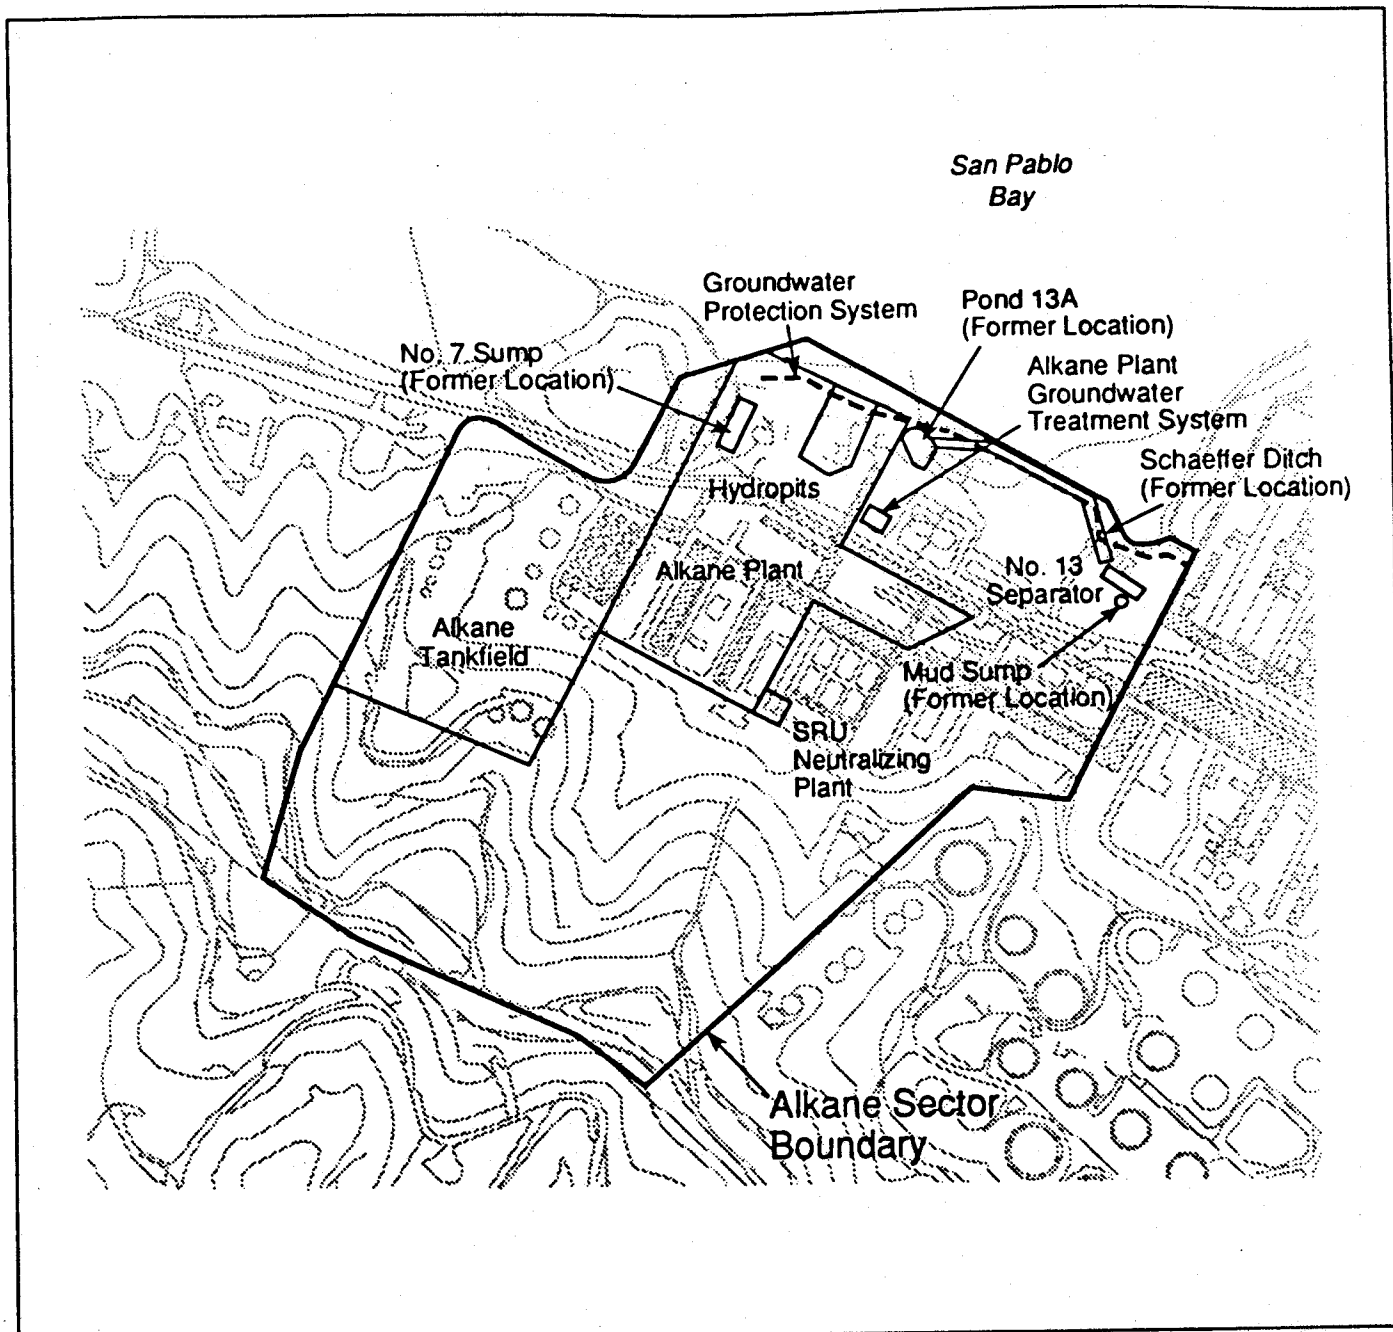 San Pablo
Bay
Groundwater
Protection System
Pond 13A
(Former Location)
No. 7 Sump
(Former Location)
Alkane Plant
Groundwater
Treatment System
Schaeffer Ditch
(Former Location)
Hydropits
Alkane Plant
No. 13
Separator
Alkane
Tankfield
Mud Sump
(Former Location)
SRU
Neutralizing
Plant
Alkane Sector
Boundary